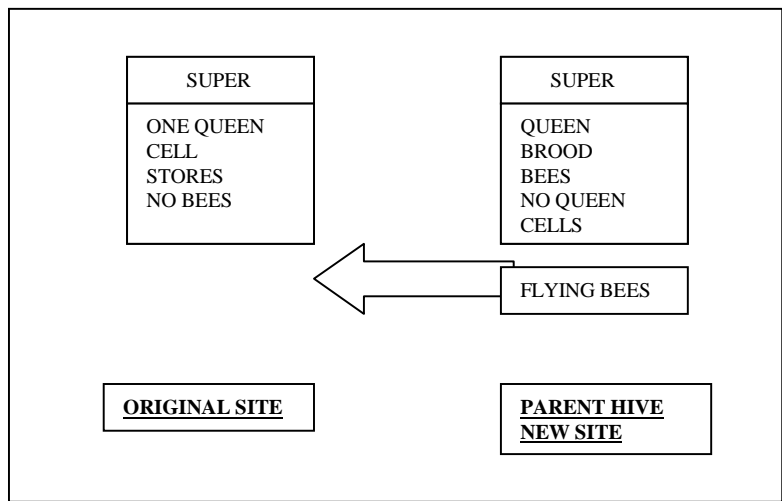 SUPER
ONE QUEEN
CELL
STORES
NO BEES
SUPER
QUEEN
BROOD
BEES
NO QUEEN
CELLS
FLYING BEES
ORIGINAL SITE
PARENT HIVE
NEW SITE